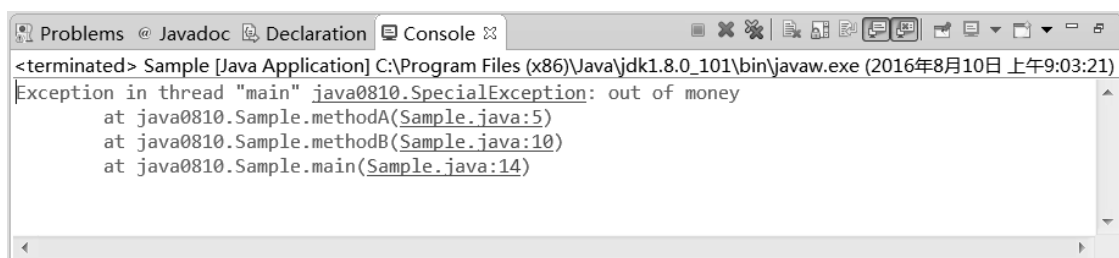 Problems @ Javadoc Declaration Console
<terminated> Sample [Java Application] C:\Program Files (x86)\Java\jdk1.8.0_101\bin\javaw.exe (2016年8月10日 上午9:03:21)
Exception in thread "main" java0810.SpecialException: out of money
at java0810.Sample.methodA(Sample.java:5)
at java0810.Sample.methodB(Sample.java:10)
at java0810.Sample.main(Sample.java:14)